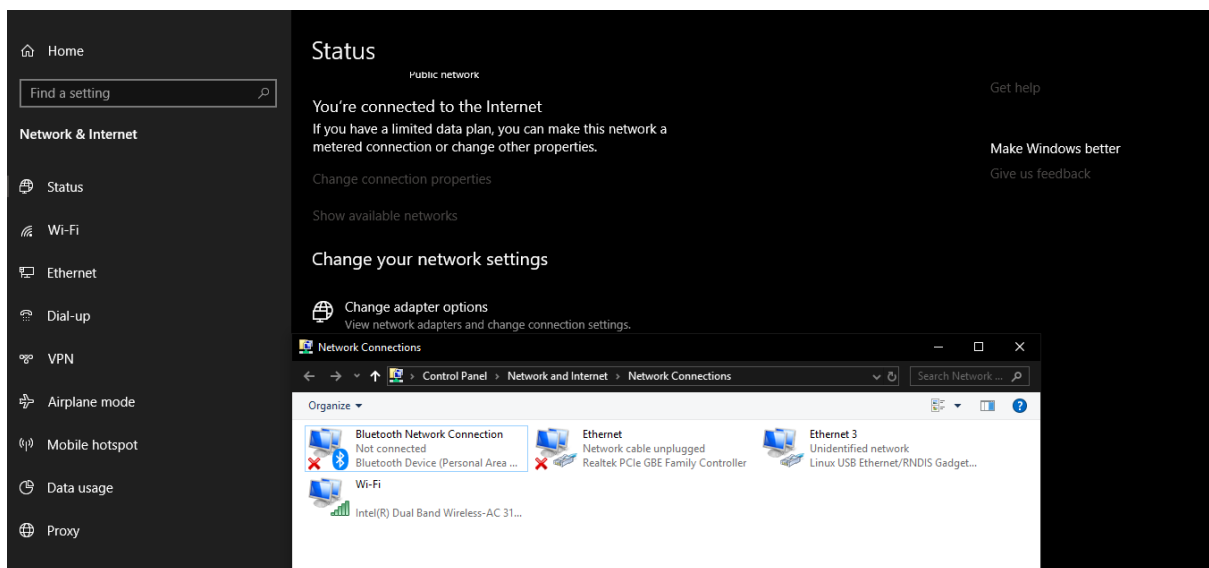 Home
Find a setting
Network & Internet
Status
Wi-Fi
Ethernet
Dial-up
VPN
Airplane mode
Mobile hotspot
Data usage
Proxy
Status
Public network
You're connected to the Internet
If you have a limited data plan, you can make this network a
metered connection or change other properties.
Change connection properties
Show available networks
Change your network settings
Change adapter options
View network adapters and change connection settings.
Get help
Make Windows better
Give us feedback
Network Connections
Control Panel > Network and Internet > Network Connections
Search Network ...
Organize
Bluetooth Network Connection
Not connected
Bluetooth Device (Personal Area ...
Ethernet
Network cable unplugged
Realtek PCIe GBE Family Controller
Ethernet 3
Unidentified network
Linux USB Ethernet/RNDIS Gadget...
Wi-Fi
Intel(R) Dual Band Wireless-AC 31...